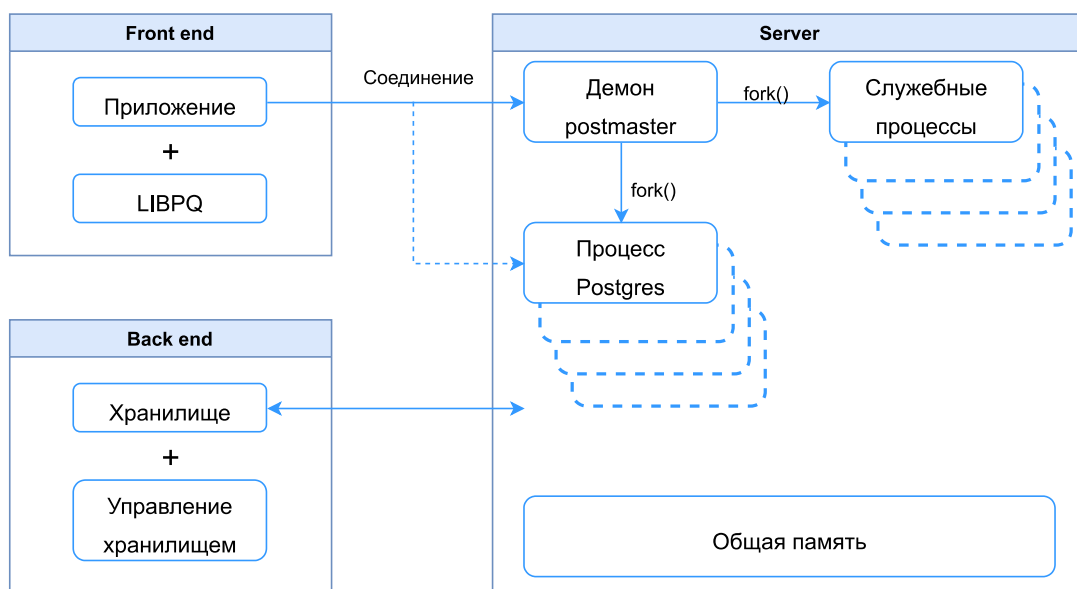 Front end
Приложение
+
LIBPQ
Соединение
Server
Демон
postmaster
fork()
Служебные
процессы
fork()
Процесс
Postgres
Back end
Хранилище
+
Управление
хранилищем
Общая память